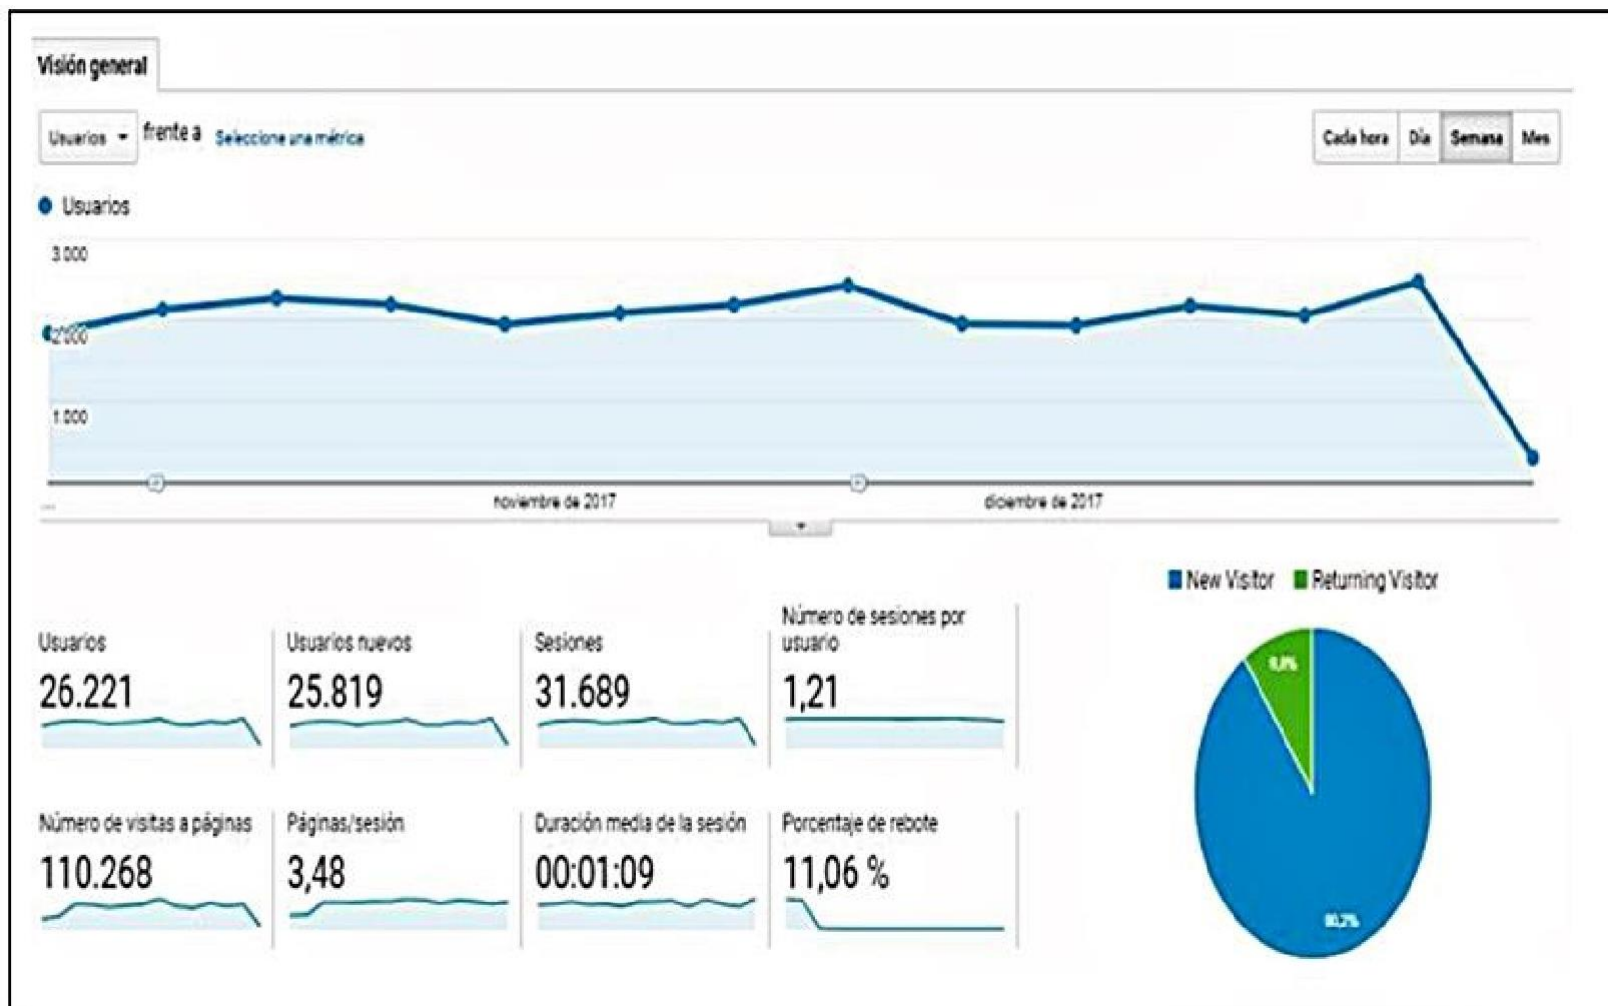 Visión general
Usuarios frente a Seleccione una métrica
Cada hora Día Semana Mes
Usuarios
3.000
2.000
1.000
...
noviembre de 2017 diciembre de 2017
New Visitor Returning Visitor
Usuarios
26.221
Usuarios nuevos
25.819
Sesiones
31.689
Número de sesiones por
usuario
1,21
Número de visitas a páginas
110.268
Páginas/sesión
3,48
Duración media de la sesión
00:01:09
Porcentaje de rebote
11,06 %